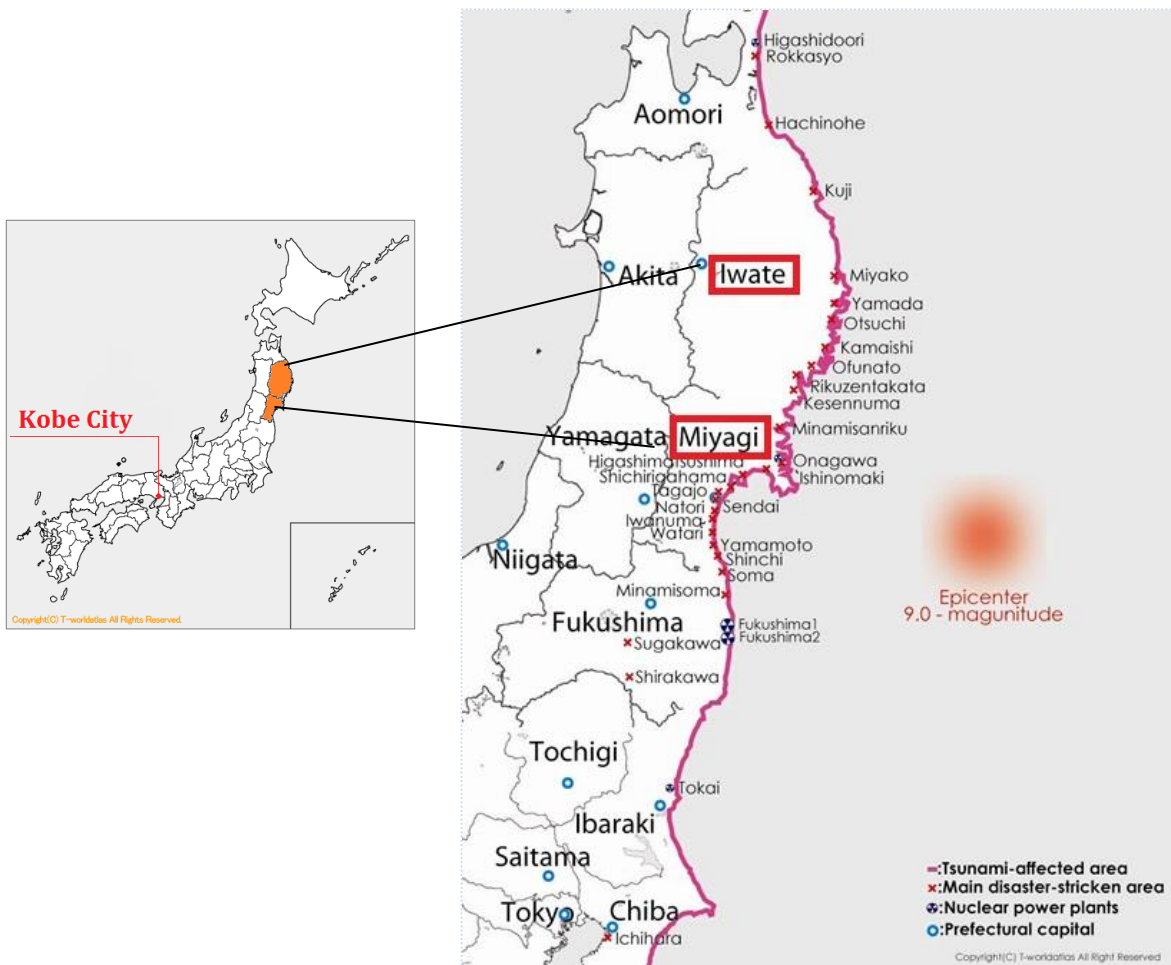 Kobe City
Copyright(C) T-worldatlas All Rights Reserved.
Higashidoori
Rokkasyo
Aomori
Hachinohe
Kuji
Akita
Iwate
Miyako
Yamada
Otsuchi
Kamaishi
Ofunato
Rikuzentakata
Kesennuma
Minamisanriku
Yamagata
Miyagi
Higashimatsushima
Onagawa
Shichirigahama
Ishinomaki
Tagajo
Natori
Sendai
Iwanuma
Watari
Yamamoto
Shinchi
Soma
Niigata
Minamisoma
Fukushima
Fukushima1
Fukushima2
Sugakawa
Shirakawa
Epicenter
9.0 - magunitude
Tochigi
Tokai
Ibaraki
Saitama
Tokyo
Chiba
Ichihara
:Tsunami-affected area
:Main disaster-stricken area
:Nuclear power plants
:Prefectural capital
Copyright(C) T-worldatlas All Right Reserved